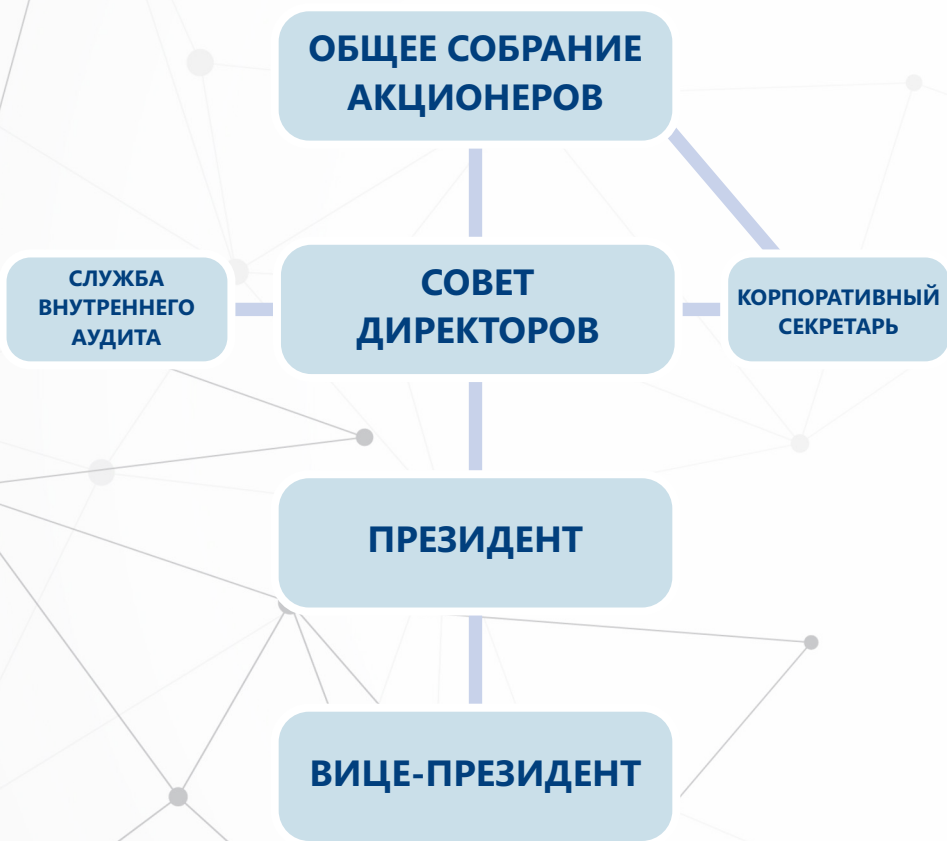 ОБЩЕЕ СОБРАНИЕ
АКЦИОНЕРОВ
СЛУЖБА
ВНУТРЕННЕГО
АУДИТА
СОВЕТ
ДИРЕКТОРОВ
КОРПОРАТИВНЫЙ
СЕКРЕТАРЬ
ПРЕЗИДЕНТ
ВИЦЕ-ПРЕЗИДЕНТ